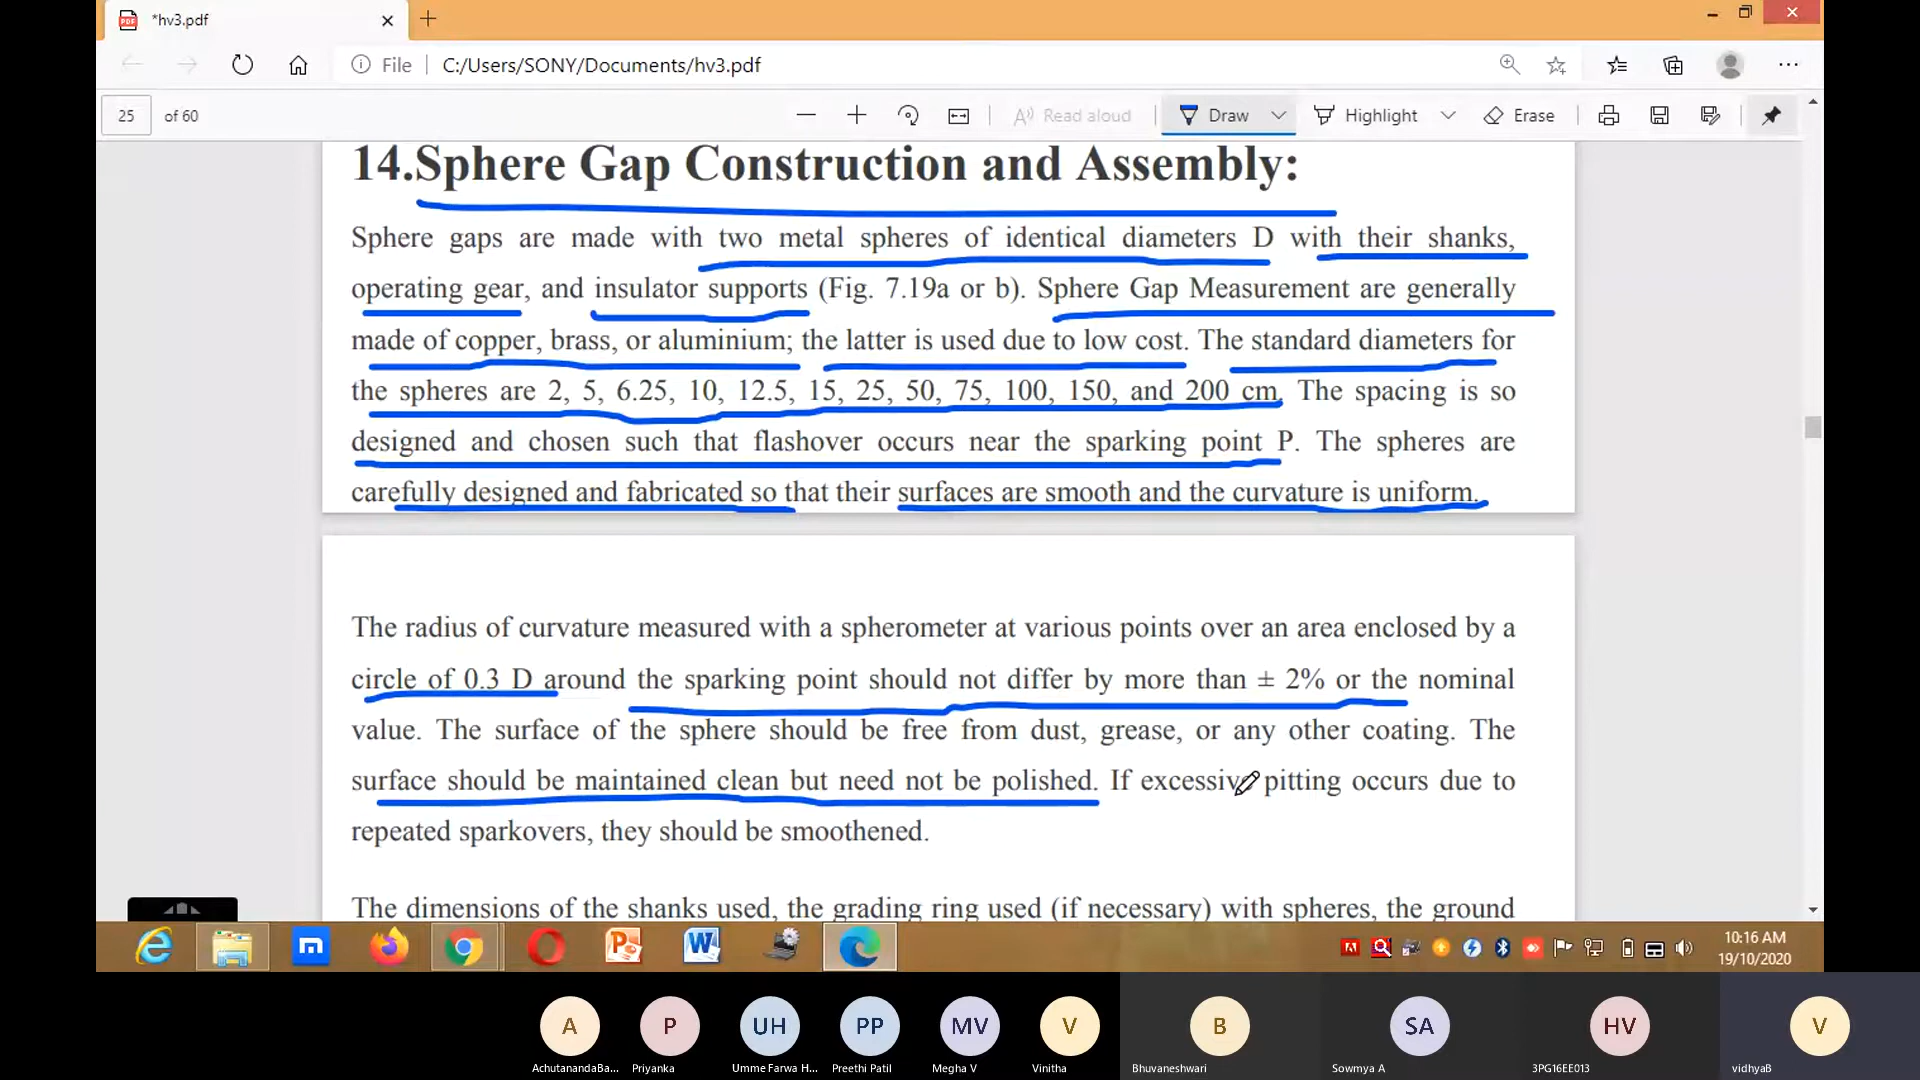 *hv3.pdf
File
C:/Users/SONY/Documents/hv3.pdf
25
of 60
Read aloud
Draw
Highlight
Erase
14.Sphere Gap Construction and Assembly:
Sphere gaps are made with two metal spheres of identical diameters D with their shanks,
operating gear, and insulator supports (Fig. 7.19a or b). Sphere Gap Measurement are generally
made of copper, brass, or aluminium; the latter is used due to low cost. The standard diameters for
the spheres are 2, 5, 6.25, 10, 12.5, 15, 25, 50, 75, 100, 150, and 200 cm. The spacing is so
designed and chosen such that flashover occurs near the sparking point P. The spheres are
carefully designed and fabricated so that their surfaces are smooth and the curvature is uniform.
The radius of curvature measured with a spherometer at various points over an area enclosed by a
circle of 0.3 D around the sparking point should not differ by more than ± 2% or the nominal
value. The surface of the sphere should be free from dust, grease, or any other coating. The
surface should be maintained clean but need not be polished. If excessive pitting occurs due to
repeated sparkovers, they should be smoothened.
The dimensions of the shanks used, the grading ring used (if necessary) with spheres, the ground
10:16 AM
19/10/2020
A
P
UH
PP
MV
V
B
SA
HV
V
AchutanandaBa...
Priyanka
Umme Farwa H...
Preethi Patil
Megha V
Vinitha
Bhuvaneshwari
Sowmya A
3PG16EE013
vidhyaB